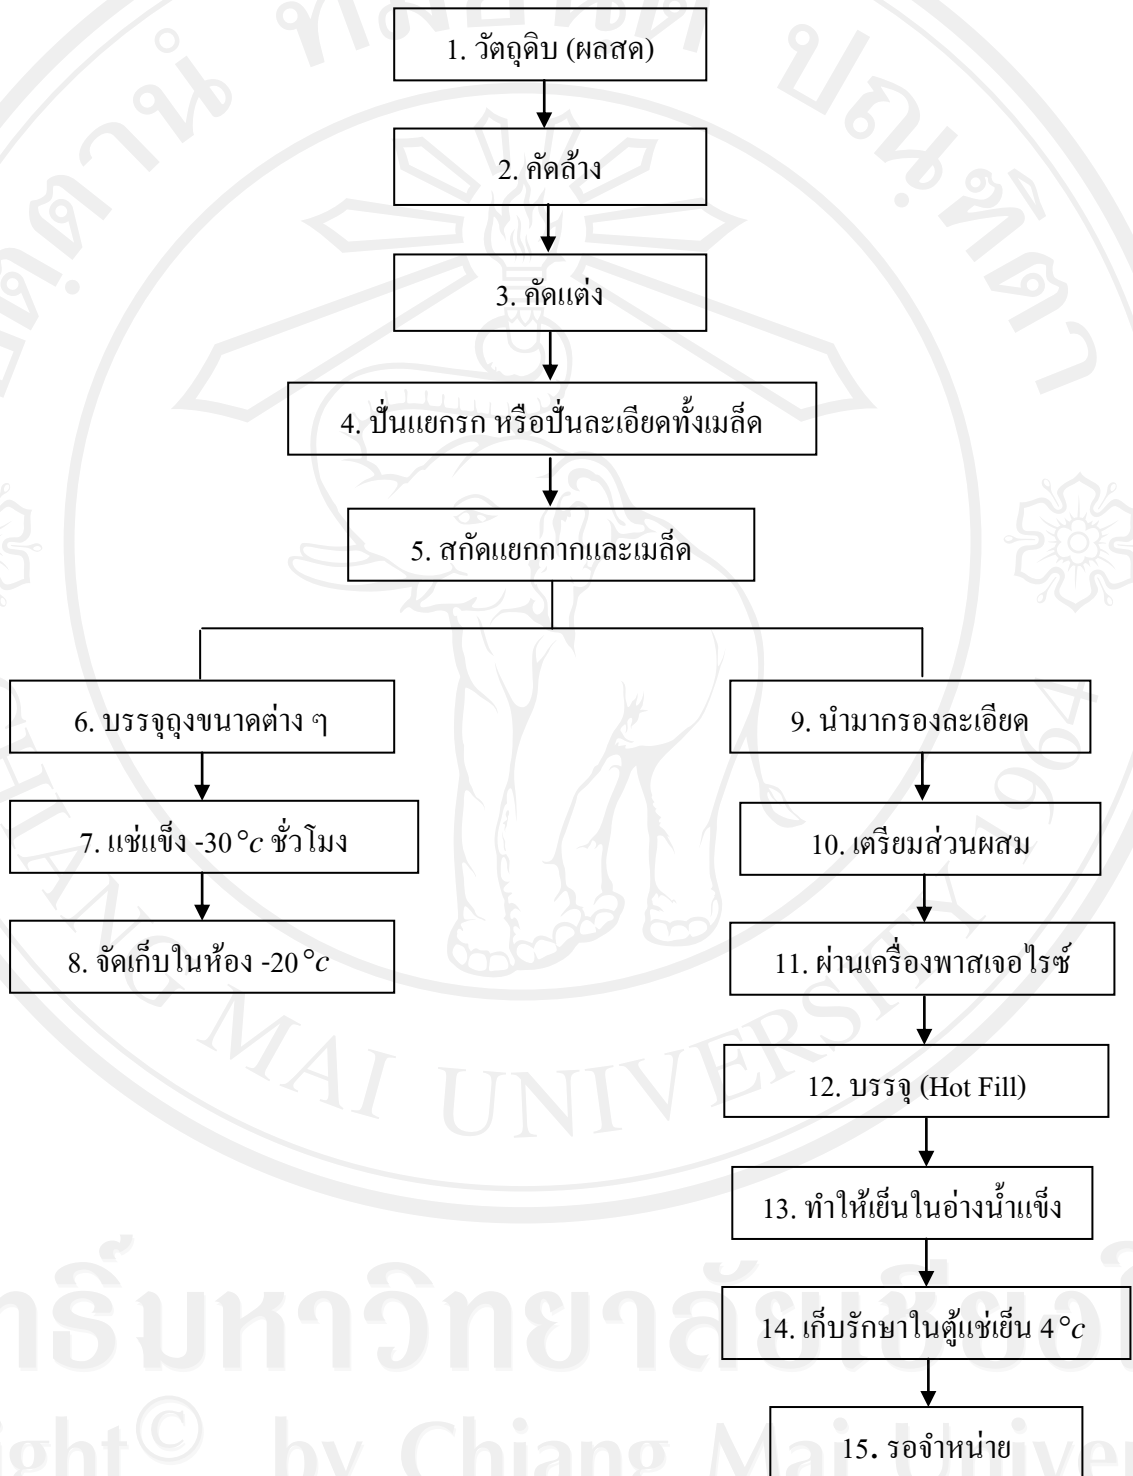 1. วัตถุดิบ (ผลสด)
2. คัดล้าง
3. คัดแต่ง
4. ปั่นแยกรก หรือปั่นละเอียดทั้งเมล็ด
5. สกัดแยกกากและเมล็ด
6. บรรจุถุงขนาดต่าง ๆ
7. แช่แข็ง -30 °c ชั่วโมง
8. จัดเก็บในห้อง -20 °c
9. นำมากรองละเอียด
10. เตรียมส่วนผสม
11. ผ่านเครื่องพาสเจอไรซ์
12. บรรจุ (Hot Fill)
13. ทำให้เย็นในอ่างน้ำแข็ง
14. เก็บรักษาในตู้แช่เย็น 4 °c
15. รอจำหน่าย
CHIANG MAI UNIVERSITY 1964
by Chiang Mai